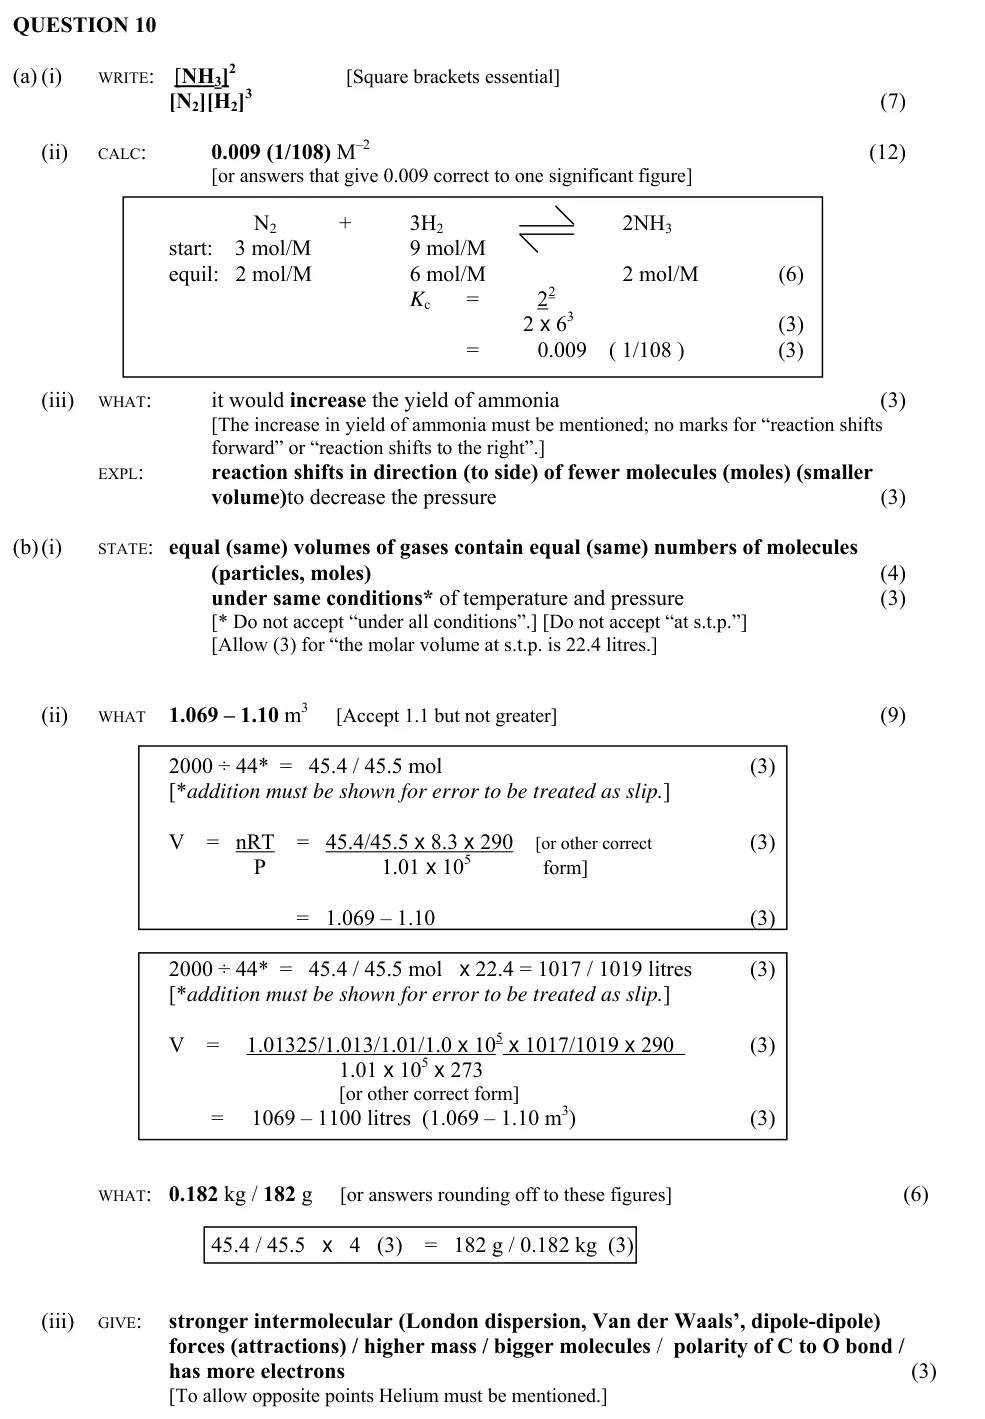 QUESTION 10
(a) (i) WRITE: [NH₃]²   [Square brackets essential]
[N₂][H₂]³   (7)
(ii) CALC: 0.009 (1/108) M⁻²   (12)
[or answers that give 0.009 correct to one significant figure]
N₂ + 3H₂ ⇌ 2NH₃
start: 3 mol/M   9 mol/M
equil: 2 mol/M   6 mol/M   2 mol/M   (6)
Kc = 2²
2 x 6³   (3)
= 0.009 ( 1/108 )   (3)
(iii) WHAT: it would increase the yield of ammonia   (3)
[The increase in yield of ammonia must be mentioned; no marks for “reaction shifts
forward” or “reaction shifts to the right”.]
EXPL: reaction shifts in direction (to side) of fewer molecules (moles) (smaller
volume)to decrease the pressure   (3)
(b) (i) STATE: equal (same) volumes of gases contain equal (same) numbers of molecules
(particles, moles)   (4)
under same conditions* of temperature and pressure   (3)
[* Do not accept “under all conditions”.] [Do not accept “at s.t.p.”]
[Allow (3) for “the molar volume at s.t.p. is 22.4 litres.]
(ii) WHAT 1.069 – 1.10 m³   [Accept 1.1 but not greater]   (9)
2000 ÷ 44* = 45.4 / 45.5 mol   (3)
[*addition must be shown for error to be treated as slip.]
V = nRT = 45.4/45.5 x 8.3 x 290   [or other correct   (3)
P   1.01 x 10⁵   form]
= 1.069 – 1.10   (3)
2000 ÷ 44* = 45.4 / 45.5 mol x 22.4 = 1017 / 1019 litres   (3)
[*addition must be shown for error to be treated as slip.]
V = 1.01325/1.013/1.01/1.0 x 10⁵ x 1017/1019 x 290   (3)
1.01 x 10⁵ x 273
[or other correct form]
= 1069 – 1100 litres (1.069 – 1.10 m³)   (3)
WHAT: 0.182 kg / 182 g   [or answers rounding off to these figures]   (6)
45.4 / 45.5 x 4 (3) = 182 g / 0.182 kg (3)
(iii) GIVE: stronger intermolecular (London dispersion, Van der Waals’, dipole-dipole)
forces (attractions) / higher mass / bigger molecules / polarity of C to O bond /
has more electrons   (3)
[To allow opposite points Helium must be mentioned.]